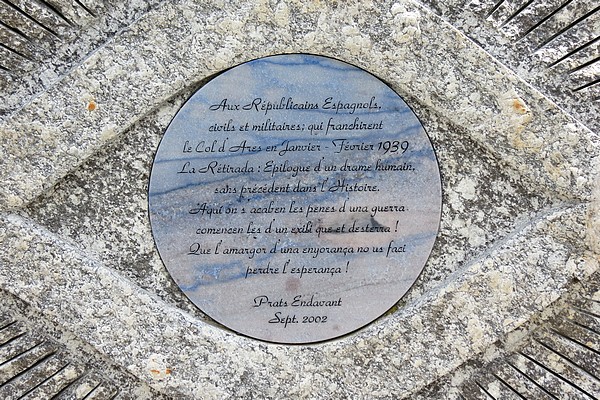 Aux Républicains Espagnols,
civils et militaires; qui franchirent
le Col d'Ares en Janvier - Février 1939
La Rétirada : Epilogue d'un drame humain,
sans précédent dans l'Histoire.
Aqui on s'acaben les penes d'una guerra
comencen les d'un exili que et desterra !
Que l'amargor d'una enyorança no us faci
perdre l'esperança !
Prats Endavant
Sept. 2002